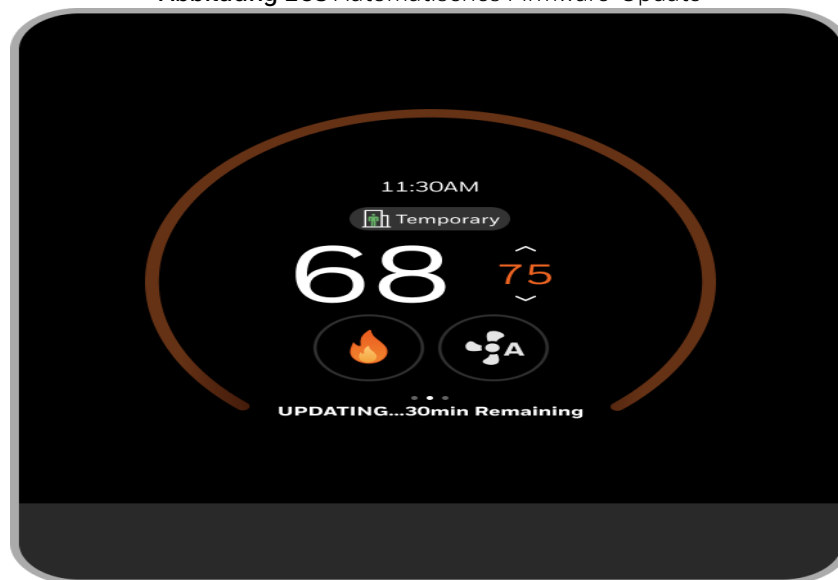 Automatisches Firmware-Update
11:30AM
Temporary
68
75
A
UPDATING...30min Remaining